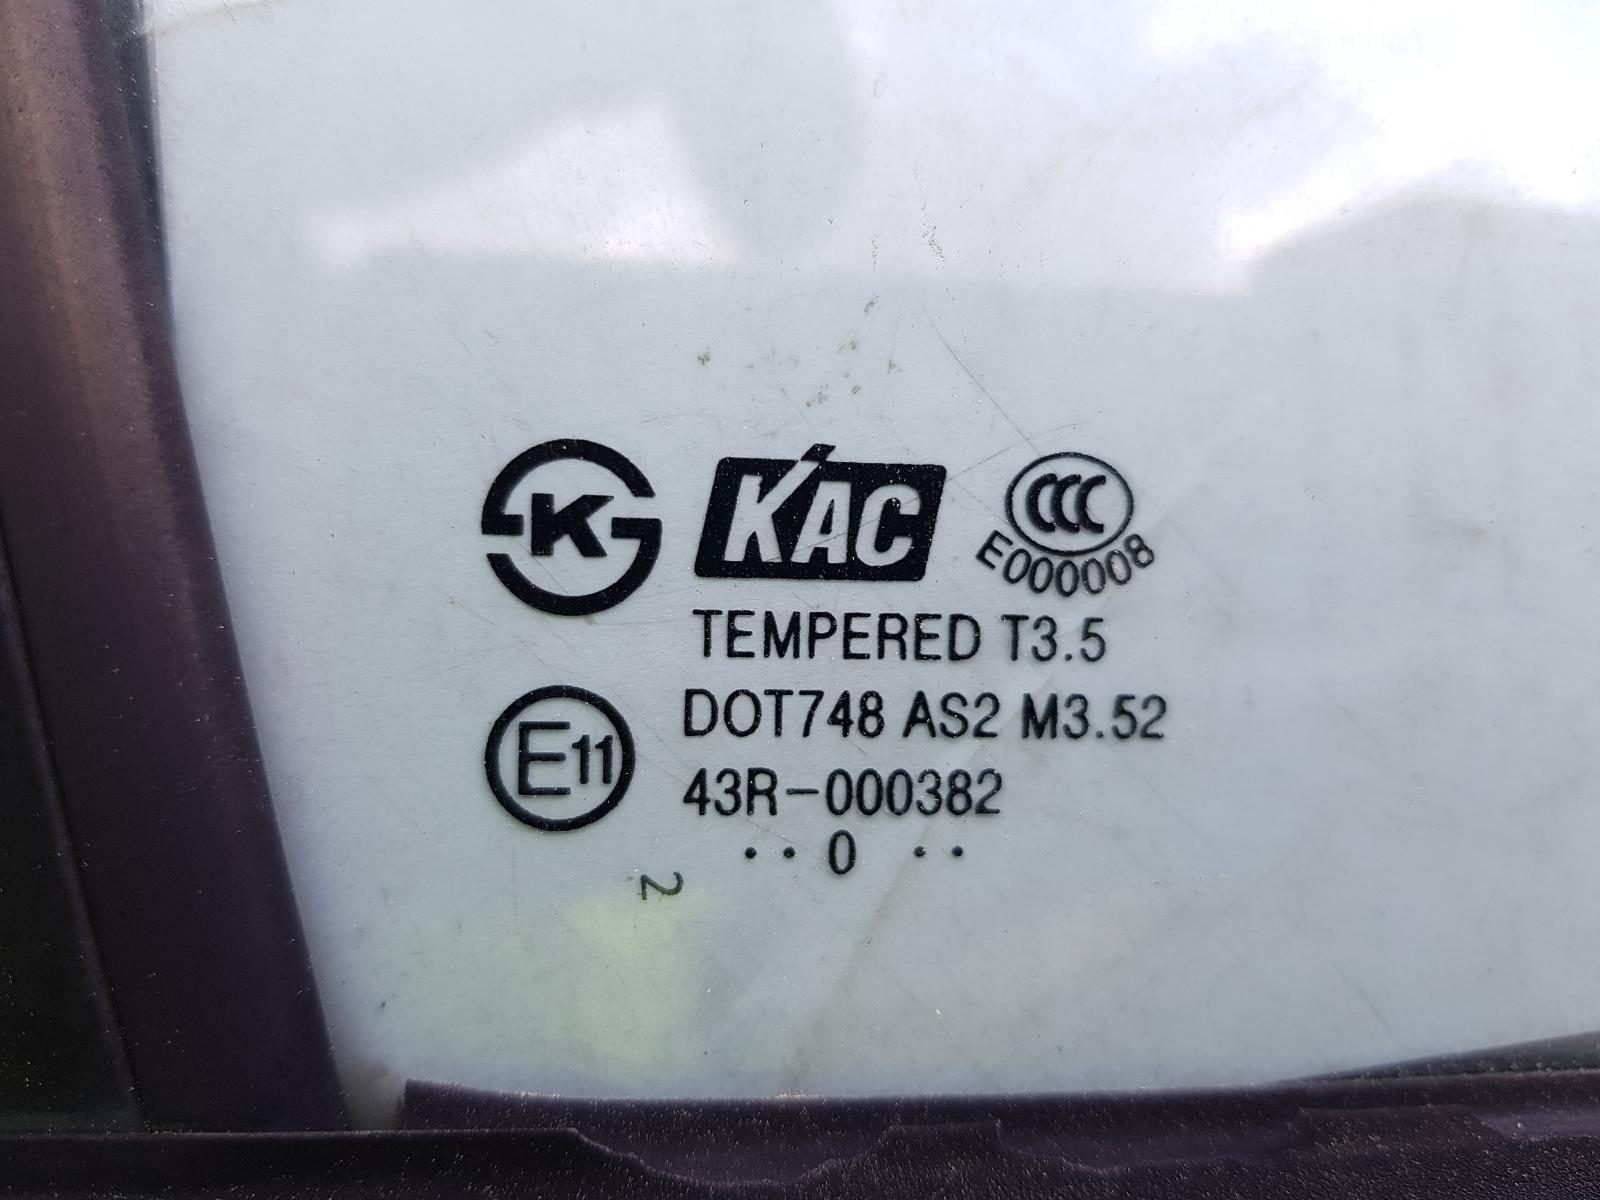 K KAC CCC
E000008
TEMPERED T3.5
DOT748 AS2 M3.52
E11 43R-000382
·· 0 ··
2